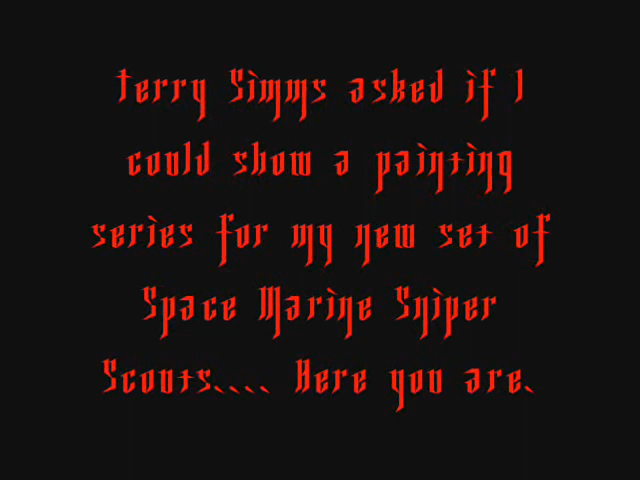 Terry Simms asked if I
could show a painting
series for my new set of
Space Marine Sniper
Scouts.... Here you are.